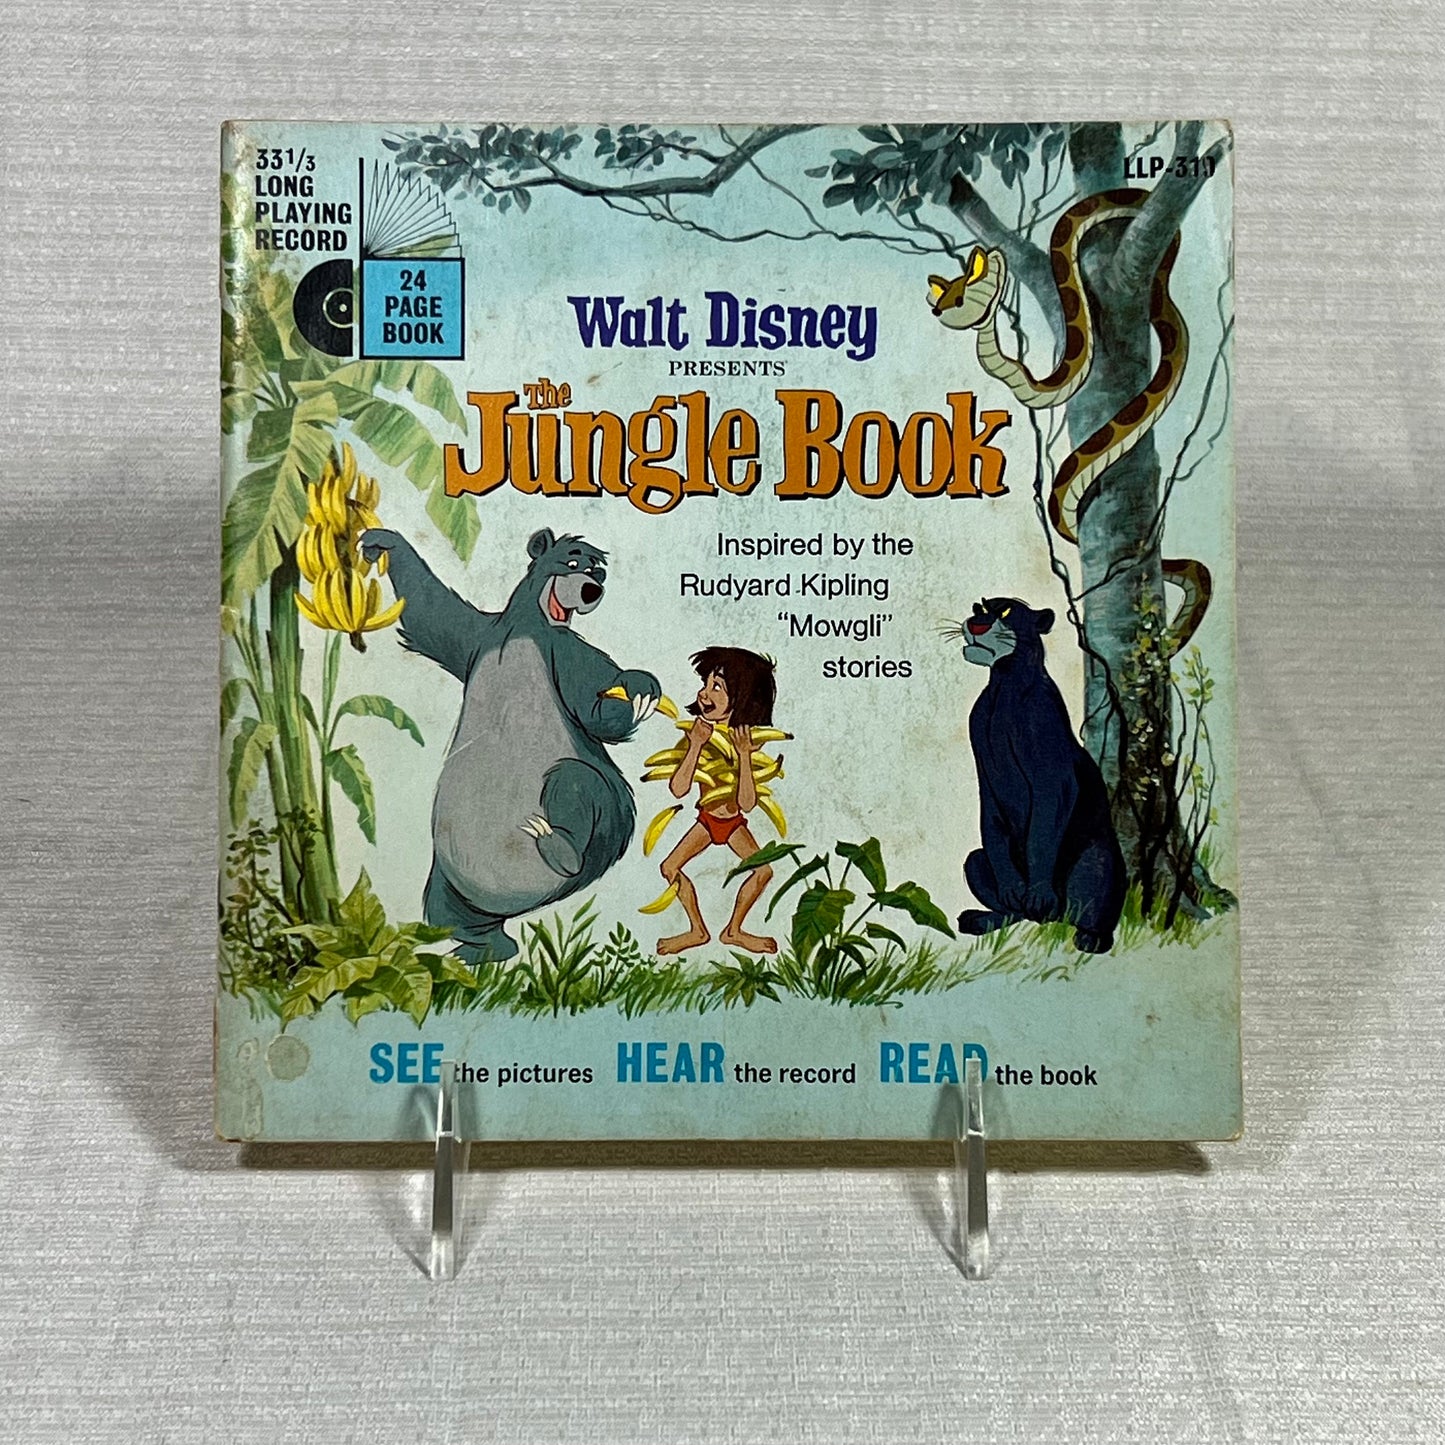 33 1/3
LONG
PLAYING
RECORD
24
PAGE
BOOK
LLP-319
Walt Disney
PRESENTS
The
Jungle Book
Inspired by the
Rudyard Kipling
“Mowgli”
stories
SEE the pictures HEAR the record READ the book